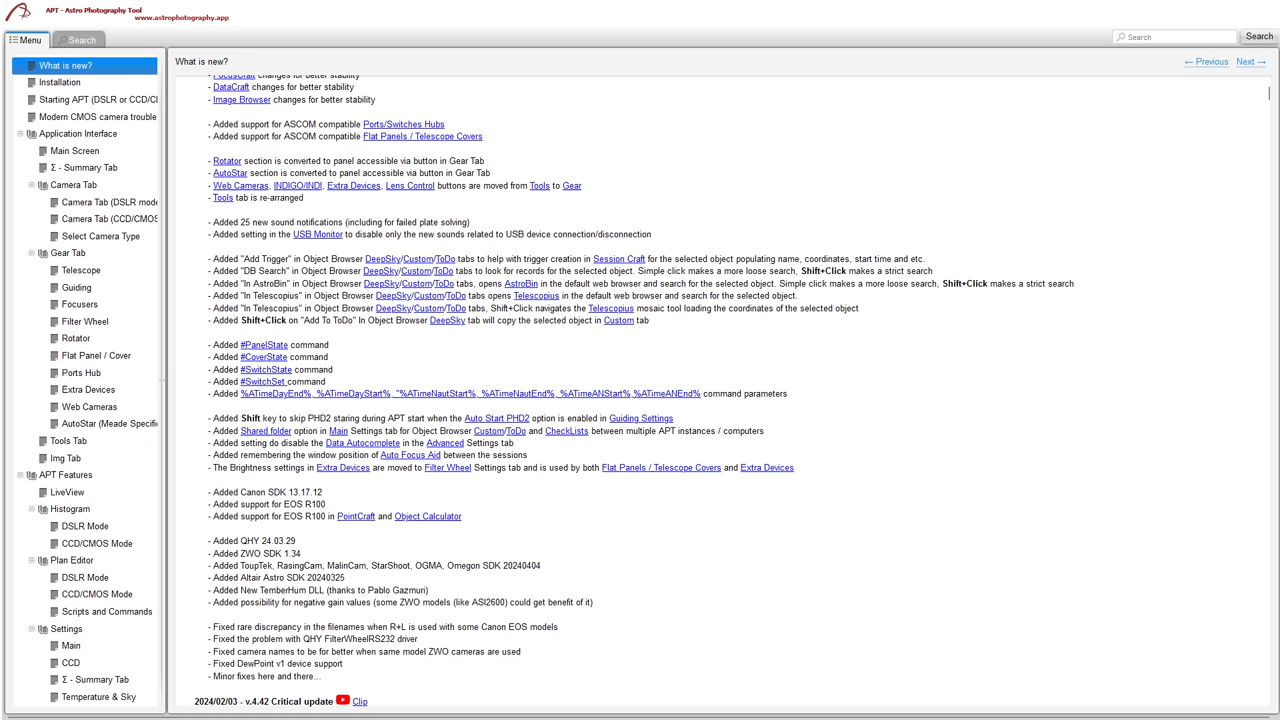 APT - Astro Photography Tool
www.astrophotography.app
Menu
Search
Search
Search
What is new?
Installation
Starting APT (DSLR or CCD/Cl
Modern CMOS camera trouble
Application Interface
Main Screen
Σ - Summary Tab
Camera Tab
Camera Tab (DSLR mode
Camera Tab (CCD/CMOS
Select Camera Type
Gear Tab
Telescope
Guiding
Focusers
Filter Wheel
Rotator
Flat Panel / Cover
Ports Hub
Extra Devices
Web Cameras
AutoStar (Meade Specifi
Tools Tab
Img Tab
APT Features
LiveView
Histogram
DSLR Mode
CCD/CMOS Mode
Plan Editor
DSLR Mode
CCD/CMOS Mode
Scripts and Commands
Settings
Main
CCD
Σ - Summary Tab
Temperature & Sky
What is new?
← Previous Next →
- FocusCraft changes for better stability
- DataCraft changes for better stability
- Image Browser changes for better stability
- Added support for ASCOM compatible Ports/Switches Hubs
- Added support for ASCOM compatible Flat Panels / Telescope Covers
- Rotator section is converted to panel accessible via button in Gear Tab
- AutoStar section is converted to panel accessible via button in Gear Tab
- Web Cameras, INDIGO/INDI, Extra Devices, Lens Control buttons are moved from Tools to Gear
- Tools tab is re-arranged
- Added 25 new sound notifications (including for failed plate solving)
- Added setting in the USB Monitor to disable only the new sounds related to USB device connection/disconnection
- Added "Add Trigger" in Object Browser DeepSky/Custom/ToDo tabs to help with trigger creation in Session Craft for the selected object populating name, coordinates, start time and etc.
- Added "DB Search" in Object Browser DeepSky/Custom/ToDo tabs to look for records for the selected object. Simple click makes a more loose search, Shift+Click makes a strict search
- Added "In AstroBin" in Object Browser DeepSky/Custom/ToDo tabs, opens AstroBin in the default web browser and search for the selected object. Simple click makes a more loose search, Shift+Click makes a strict search
- Added "In Telescopius" in Object Browser DeepSky/Custom/ToDo tabs opens Telescopius in the default web browser and search for the selected object.
- Added "In Telescopius" in Object Browser DeepSky/Custom/ToDo tabs, Shift+Click navigates the Telescopius mosaic tool loading the coordinates of the selected object
- Added Shift+Click on "Add To ToDo" In Object Browser DeepSky tab will copy the selected object in Custom tab
- Added #PanelState command
- Added #CoverState command
- Added #SwitchState command
- Added #SwitchSet command
- Added %ATimeDayEnd%, %ATimeDayStart%, "%ATimeNautStart%, %ATimeNautEnd%, %ATimeANStart%,%ATimeANEnd% command parameters
- Added Shift key to skip PHD2 staring during APT start when the Auto Start PHD2 option is enabled in Guiding Settings
- Added Shared folder option in Main Settings tab for Object Browser Custom/ToDo and CheckLists between multiple APT instances / computers
- Added setting do disable the Data Autocomplete in the Advanced Settings tab
- Added remembering the window position of Auto Focus Aid between the sessions
- The Brightness settings in Extra Devices are moved to Filter Wheel Settings tab and is used by both Flat Panels / Telescope Covers and Extra Devices
- Added Canon SDK 13.17.12
- Added support for EOS R100
- Added support for EOS R100 in PointCraft and Object Calculator
- Added QHY 24.03.29
- Added ZWO SDK 1.34
- Added ToupTek, RasingCam, MalinCam, StarShoot, OGMA, Omegon SDK 20240404
- Added Altair Astro SDK 20240325
- Added New TemberHum DLL (thanks to Pablo Gazmuri)
- Added possibility for negative gain values (some ZWO models (like ASI2600) could get benefit of it)
- Fixed rare discrepancy in the filenames when R+L is used with some Canon EOS models
- Fixed the problem with QHY FilterWheelRS232 driver
- Fixed camera names to be for better when same model ZWO cameras are used
- Fixed DewPoint v1 device support
- Minor fixes here and there...
2024/02/03 - v.4.42 Critical update Clip